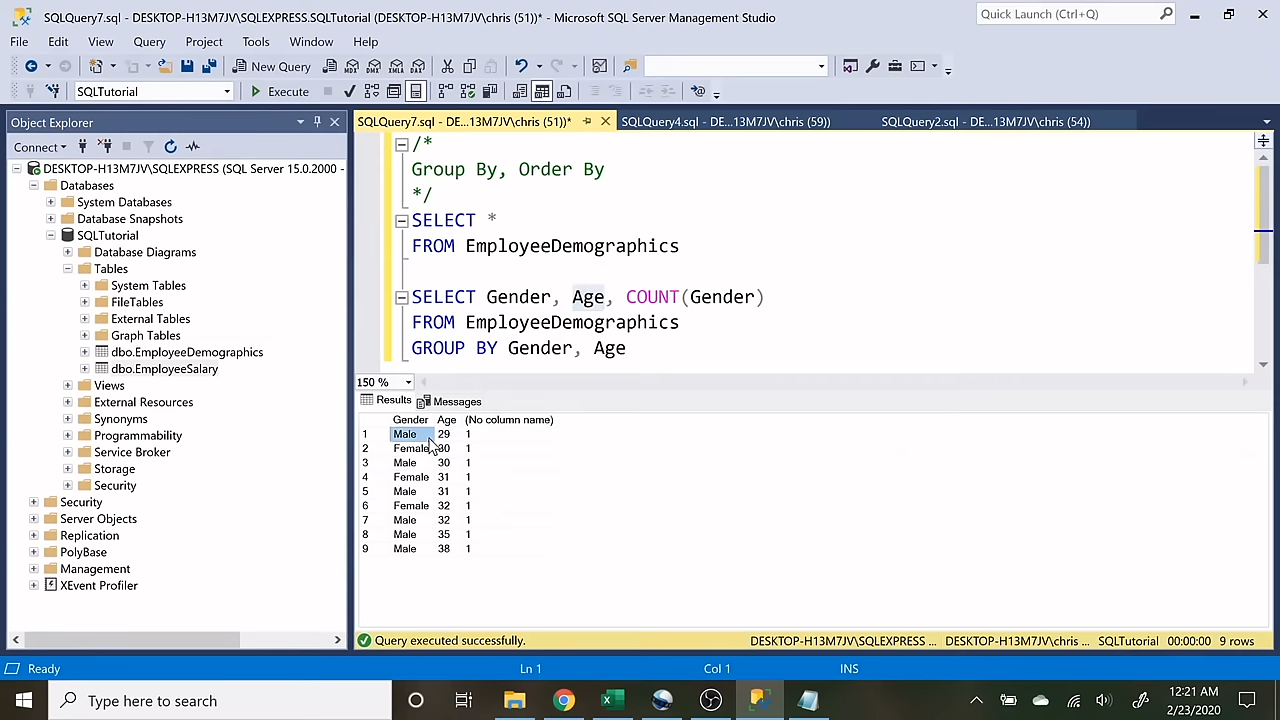 SQLQuery7.sql - DESKTOP-H13M7JV\SQLEXPRESS.SQLTutorial (DESKTOP-H13M7JV\chris (51))* - Microsoft SQL Server Management Studio
Quick Launch (Ctrl+Q)
File Edit View Query Project Tools Window Help
New Query
SQLTutorial
Execute
Object Explorer
SQLQuery7.sql - DE...13M7JV\chris (51))*
SQLQuery4.sql - DE...13M7JV\chris (59))
SQLQuery2.sql - DE...13M7JV\chris (54))
Connect
DESKTOP-H13M7JV\SQLEXPRESS (SQL Server 15.0.2000 -
Databases
System Databases
Database Snapshots
SQLTutorial
Database Diagrams
Tables
System Tables
FileTables
External Tables
Graph Tables
dbo.EmployeeDemographics
dbo.EmployeeSalary
Views
External Resources
Synonyms
Programmability
Service Broker
Storage
Security
Security
Server Objects
Replication
PolyBase
Management
XEvent Profiler
/*
Group By, Order By
*/
SELECT *
FROM EmployeeDemographics
SELECT Gender, Age, COUNT(Gender)
FROM EmployeeDemographics
GROUP BY Gender, Age
150 %
Results Messages
Gender Age (No column name)
1 Male 29 1
2 Female 30 1
3 Male 30 1
4 Female 31 1
5 Male 31 1
6 Female 32 1
7 Male 32 1
8 Male 35 1
9 Male 38 1
Query executed successfully.
DESKTOP-H13M7JV\SQLEXPRESS ... DESKTOP-H13M7JV\chris ... SQLTutorial 00:00:00 9 rows
Ready Ln 1 Col 1 INS
Type here to search
12:21 AM
2/23/2020